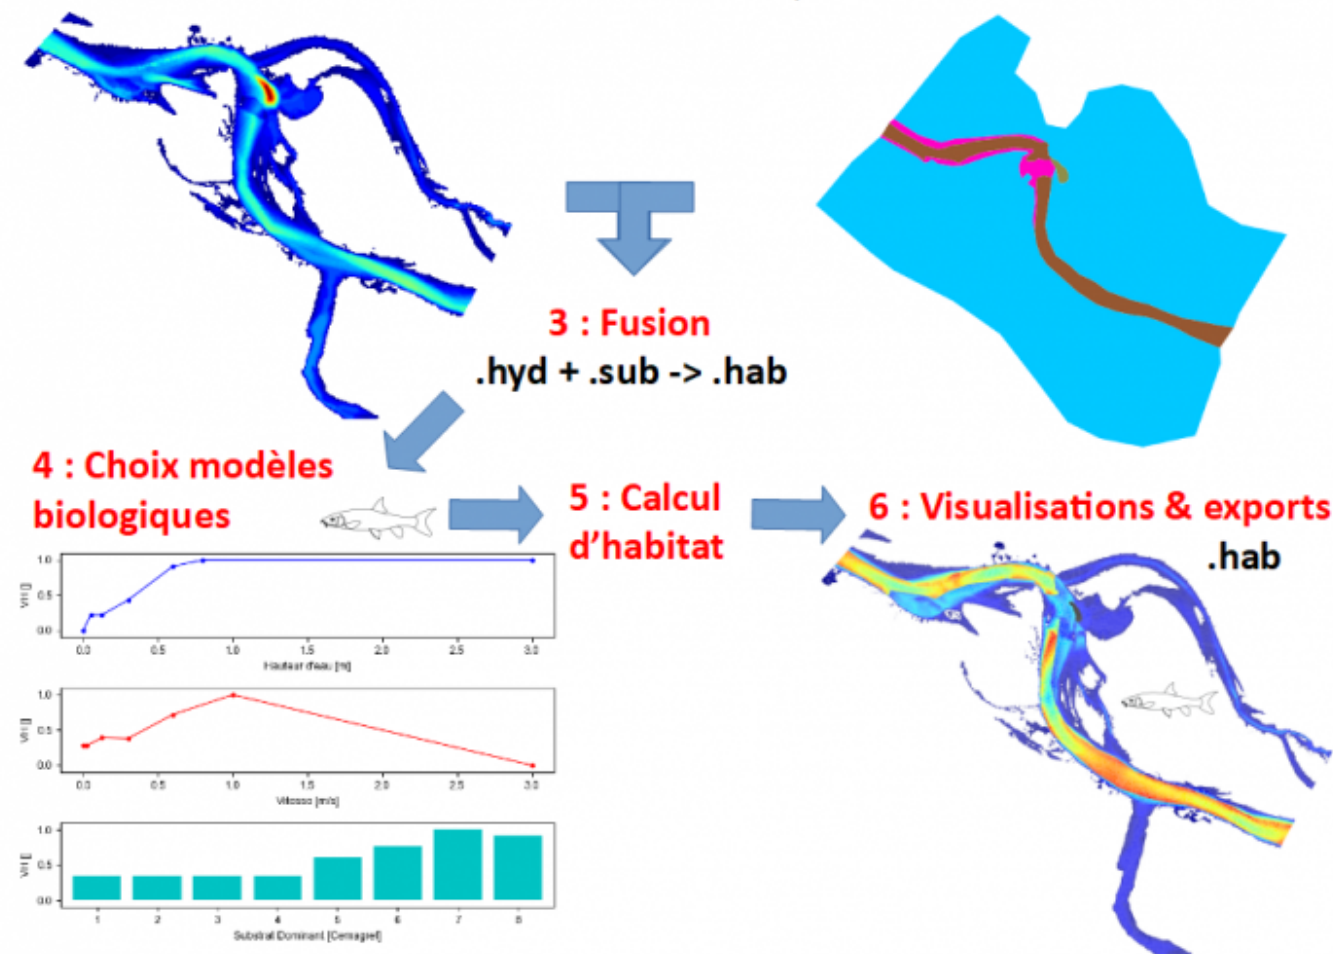 3 : Fusion
.hyd + .sub -> .hab
4 : Choix modèles
biologiques
5 : Calcul
d’habitat
6 : Visualisations & exports
.hab
1.0
0.5
0.0
VH []
0.0 0.5 1.0 1.5 2.0 2.5 3.0
Hauteur d'eau [m]
1.0
0.5
0.0
VH []
0.0 0.5 1.0 1.5 2.0 2.5 3.0
Vitesse [m/s]
1.0
0.5
0.0
VH []
1 2 3 4 5 6 7 8
Substrat Dominant [Cemagref]